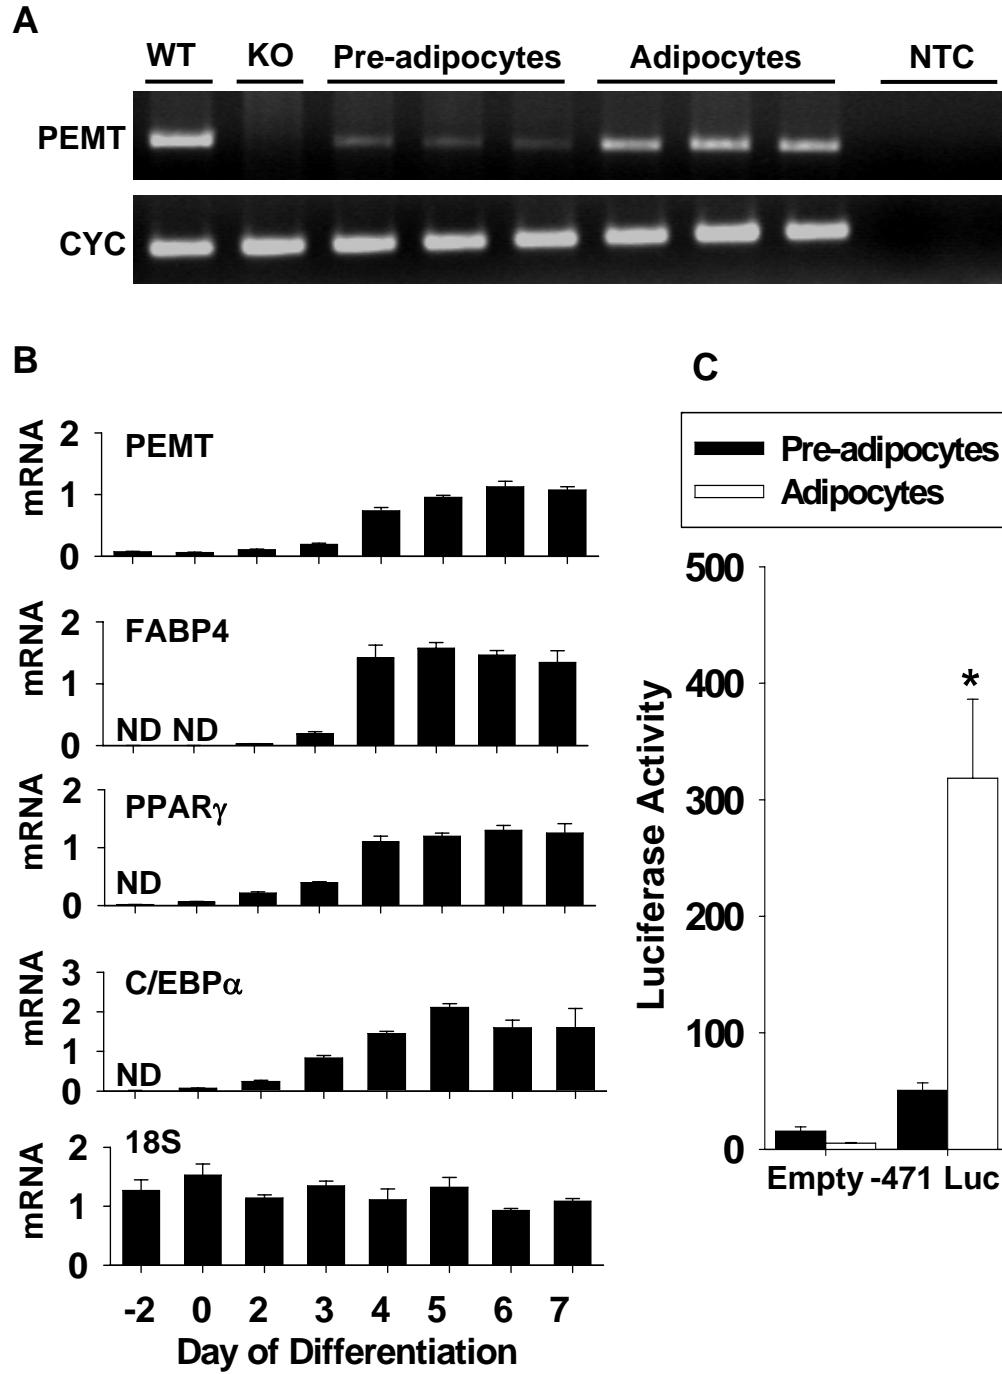 A
WT KO Pre-adipocytes Adipocytes NTC
PEMT
CYC
B
mRNA
2
1
0
PEMT
mRNA
2
1
0
FABP4
ND ND
mRNA
2
1
0
PPARγ
ND
mRNA
3
2
1
0
C/EBPα
ND
mRNA
2
1
0
18S
-2 0 2 3 4 5 6 7
Day of Differentiation
C
Pre-adipocytes
Adipocytes
Luciferase Activity
500
400
300
200
100
0
*
Empty -471 Luc